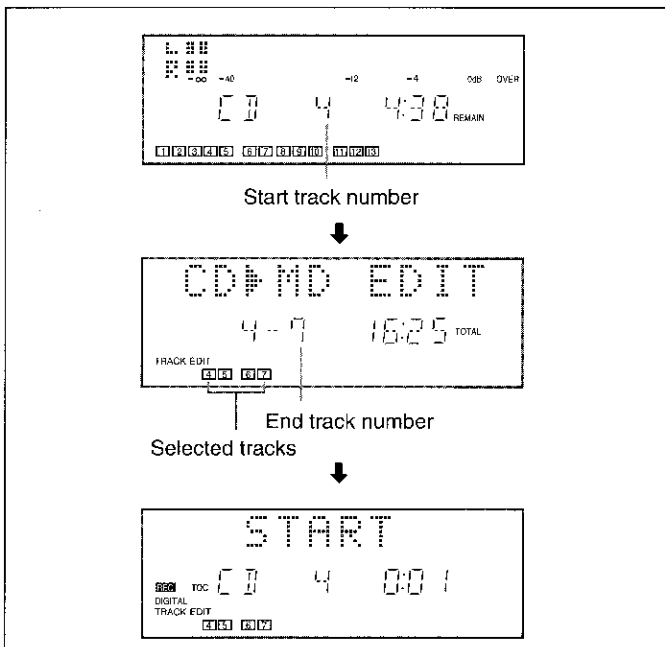 L
R
-∞ -40 -12 -4 0dB OVER
CD 4 4:38 REMAIN
1 2 3 4 5 6 7 8 9 10 11 12 13
Start track number
CD▶MD EDIT
4-7 16:25 TOTAL
TRACK EDIT
4 5 6 7
End track number
Selected tracks
START
REC TOC CD 4 0:01
DIGITAL
TRACK EDIT
4 5 6 7